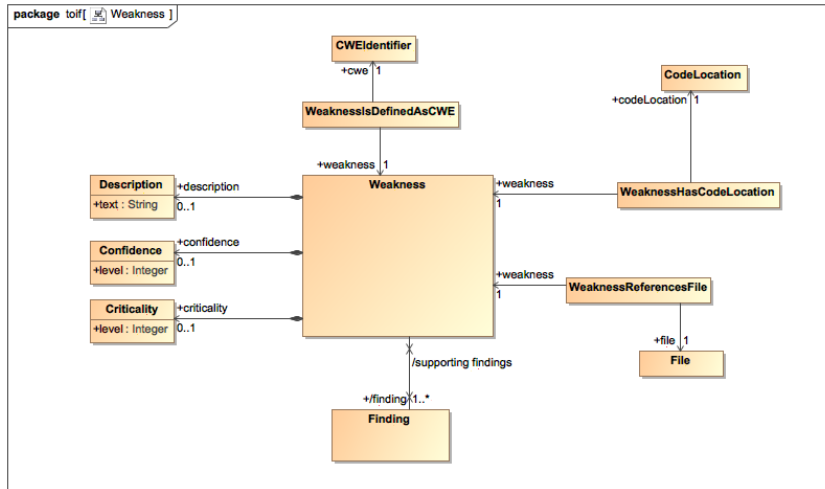 package toif[ Weakness ]
CWEIdentifier
+cwe 1
CodeLocation
+codeLocation 1
WeaknessIsDefinedAsCWE
+weakness 1
Description
+text : String
+description
0..1
Weakness
+weakness
1
WeaknessHasCodeLocation
Confidence
+level : Integer
+confidence
0..1
+weakness
1
WeaknessReferencesFile
Criticality
+level : Integer
+criticality
0..1
+file 1
File
/supporting findings
+/finding 1..*
Finding